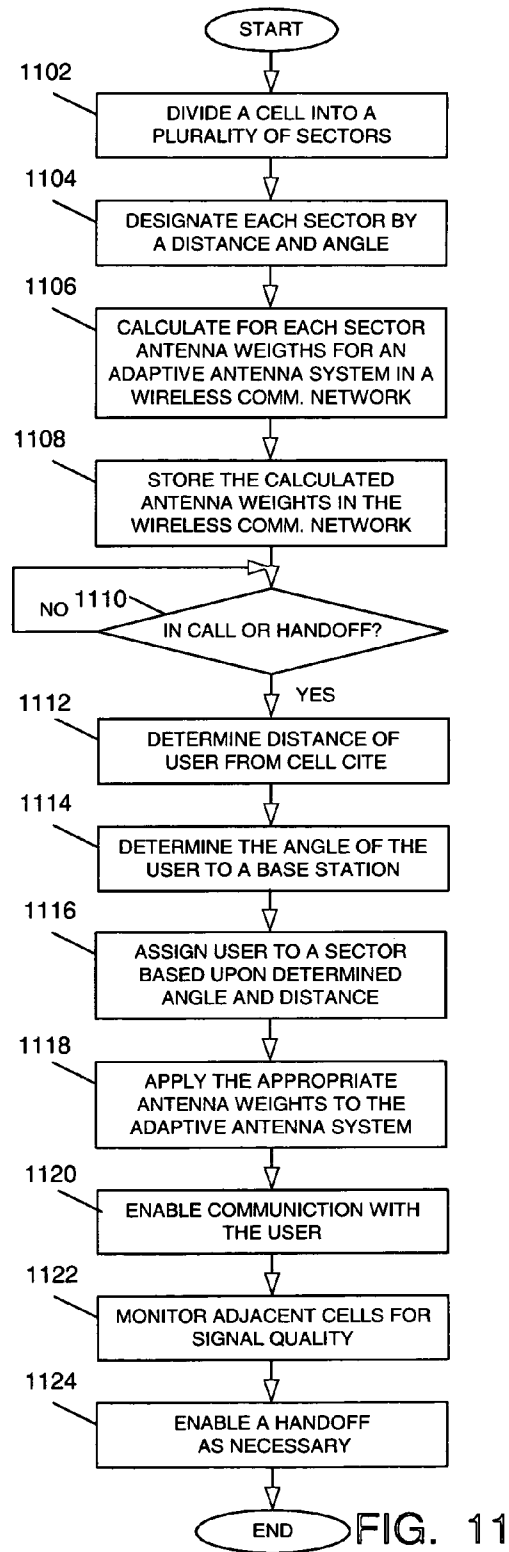 START
1102
DIVIDE A CELL INTO A
PLURALITY OF SECTORS
1104
DESIGNATE EACH SECTOR BY
A DISTANCE AND ANGLE
1106
CALCULATE FOR EACH SECTOR
ANTENNA WEIGTHS FOR AN
ADAPTIVE ANTENNA SYSTEM IN A
WIRELESS COMM. NETWORK
1108
STORE THE CALCULATED
ANTENNA WEIGHTS IN THE
WIRELESS COMM. NETWORK
NO
1110
IN CALL OR HANDOFF?
YES
1112
DETERMINE DISTANCE OF
USER FROM CELL CITE
1114
DETERMINE THE ANGLE OF THE
USER TO A BASE STATION
1116
ASSIGN USER TO A SECTOR
BASED UPON DETERMINED
ANGLE AND DISTANCE
1118
APPLY THE APPROPRIATE
ANTENNA WEIGHTS TO THE
ADAPTIVE ANTENNA SYSTEM
1120
ENABLE COMMUNICTION WITH
THE USER
1122
MONITOR ADJACENT CELLS FOR
SIGNAL QUALITY
1124
ENABLE A HANDOFF
AS NECESSARY
END
FIG. 11